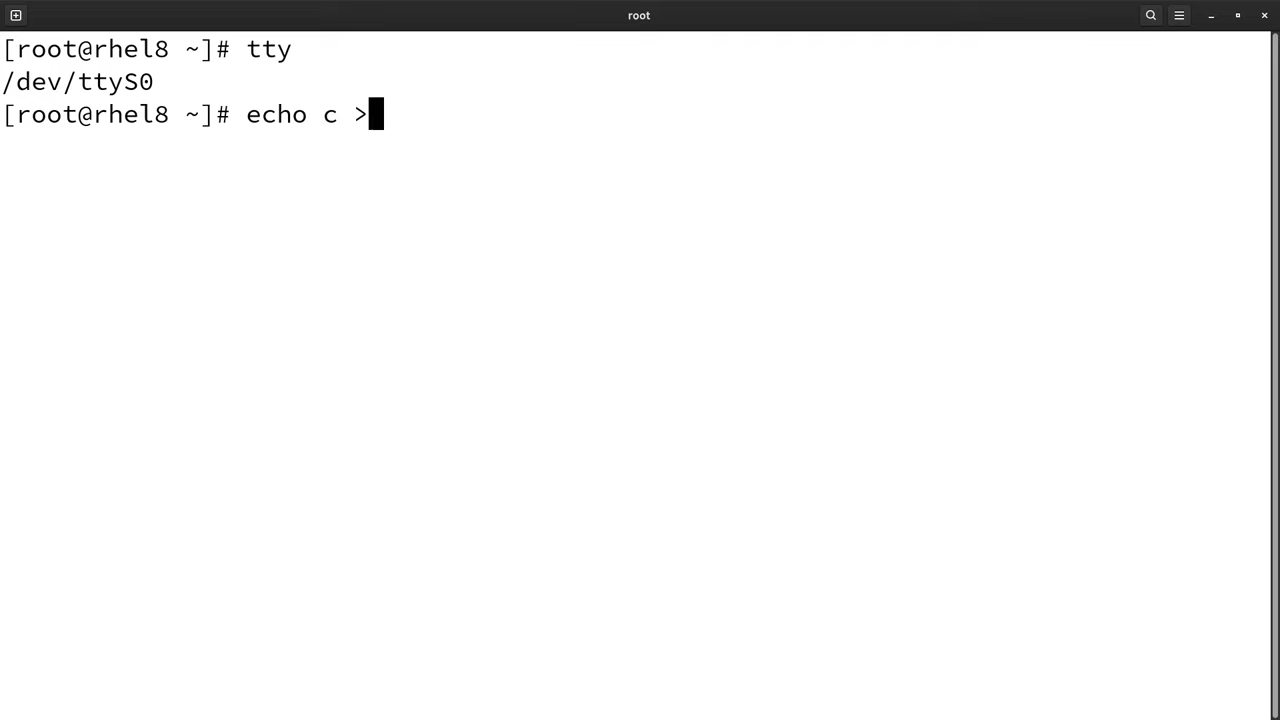 root
[root@rhel8 ~]# tty
/dev/ttyS0
[root@rhel8 ~]# echo c >